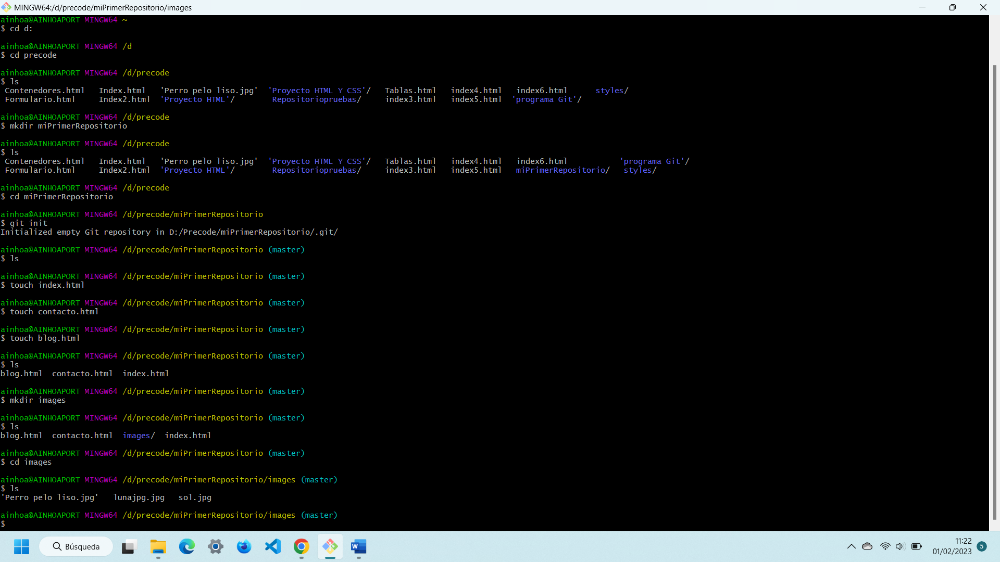 MINGW64:/d/precode/miPrimerRepositorio/images
ainhoa@AINHOAPORT MINGW64 ~
$ cd d:
ainhoa@AINHOAPORT MINGW64 /d
$ cd precode
ainhoa@AINHOAPORT MINGW64 /d/precode
$ ls
Contenedores.html Index.html 'Perro pelo liso.jpg' 'Proyecto HTML Y CSS'/ Tablas.html index4.html index6.html styles/
Formulario.html Index2.html 'Proyecto HTML'/ Repositoriopruebas/ index3.html index5.html 'programa Git'/
ainhoa@AINHOAPORT MINGW64 /d/precode
$ mkdir miPrimerRepositorio
ainhoa@AINHOAPORT MINGW64 /d/precode
$ ls
Contenedores.html Index.html 'Perro pelo liso.jpg' 'Proyecto HTML Y CSS'/ Tablas.html index4.html index6.html 'programa Git'/
Formulario.html Index2.html 'Proyecto HTML'/ Repositoriopruebas/ index3.html index5.html miPrimerRepositorio/ styles/
ainhoa@AINHOAPORT MINGW64 /d/precode
$ cd miPrimerRepositorio
ainhoa@AINHOAPORT MINGW64 /d/precode/miPrimerRepositorio
$ git init
Initialized empty Git repository in D:/Precode/miPrimerRepositorio/.git/
ainhoa@AINHOAPORT MINGW64 /d/precode/miPrimerRepositorio (master)
$ ls
ainhoa@AINHOAPORT MINGW64 /d/precode/miPrimerRepositorio (master)
$ touch index.html
ainhoa@AINHOAPORT MINGW64 /d/precode/miPrimerRepositorio (master)
$ touch contacto.html
ainhoa@AINHOAPORT MINGW64 /d/precode/miPrimerRepositorio (master)
$ touch blog.html
ainhoa@AINHOAPORT MINGW64 /d/precode/miPrimerRepositorio (master)
$ ls
blog.html contacto.html index.html
ainhoa@AINHOAPORT MINGW64 /d/precode/miPrimerRepositorio (master)
$ mkdir images
ainhoa@AINHOAPORT MINGW64 /d/precode/miPrimerRepositorio (master)
$ ls
blog.html contacto.html images/ index.html
ainhoa@AINHOAPORT MINGW64 /d/precode/miPrimerRepositorio (master)
$ cd images
ainhoa@AINHOAPORT MINGW64 /d/precode/miPrimerRepositorio/images (master)
$ ls
'Perro pelo liso.jpg' lunajpg.jpg sol.jpg
ainhoa@AINHOAPORT MINGW64 /d/precode/miPrimerRepositorio/images (master)
$
Búsqueda
W
11:22
01/02/2023
5